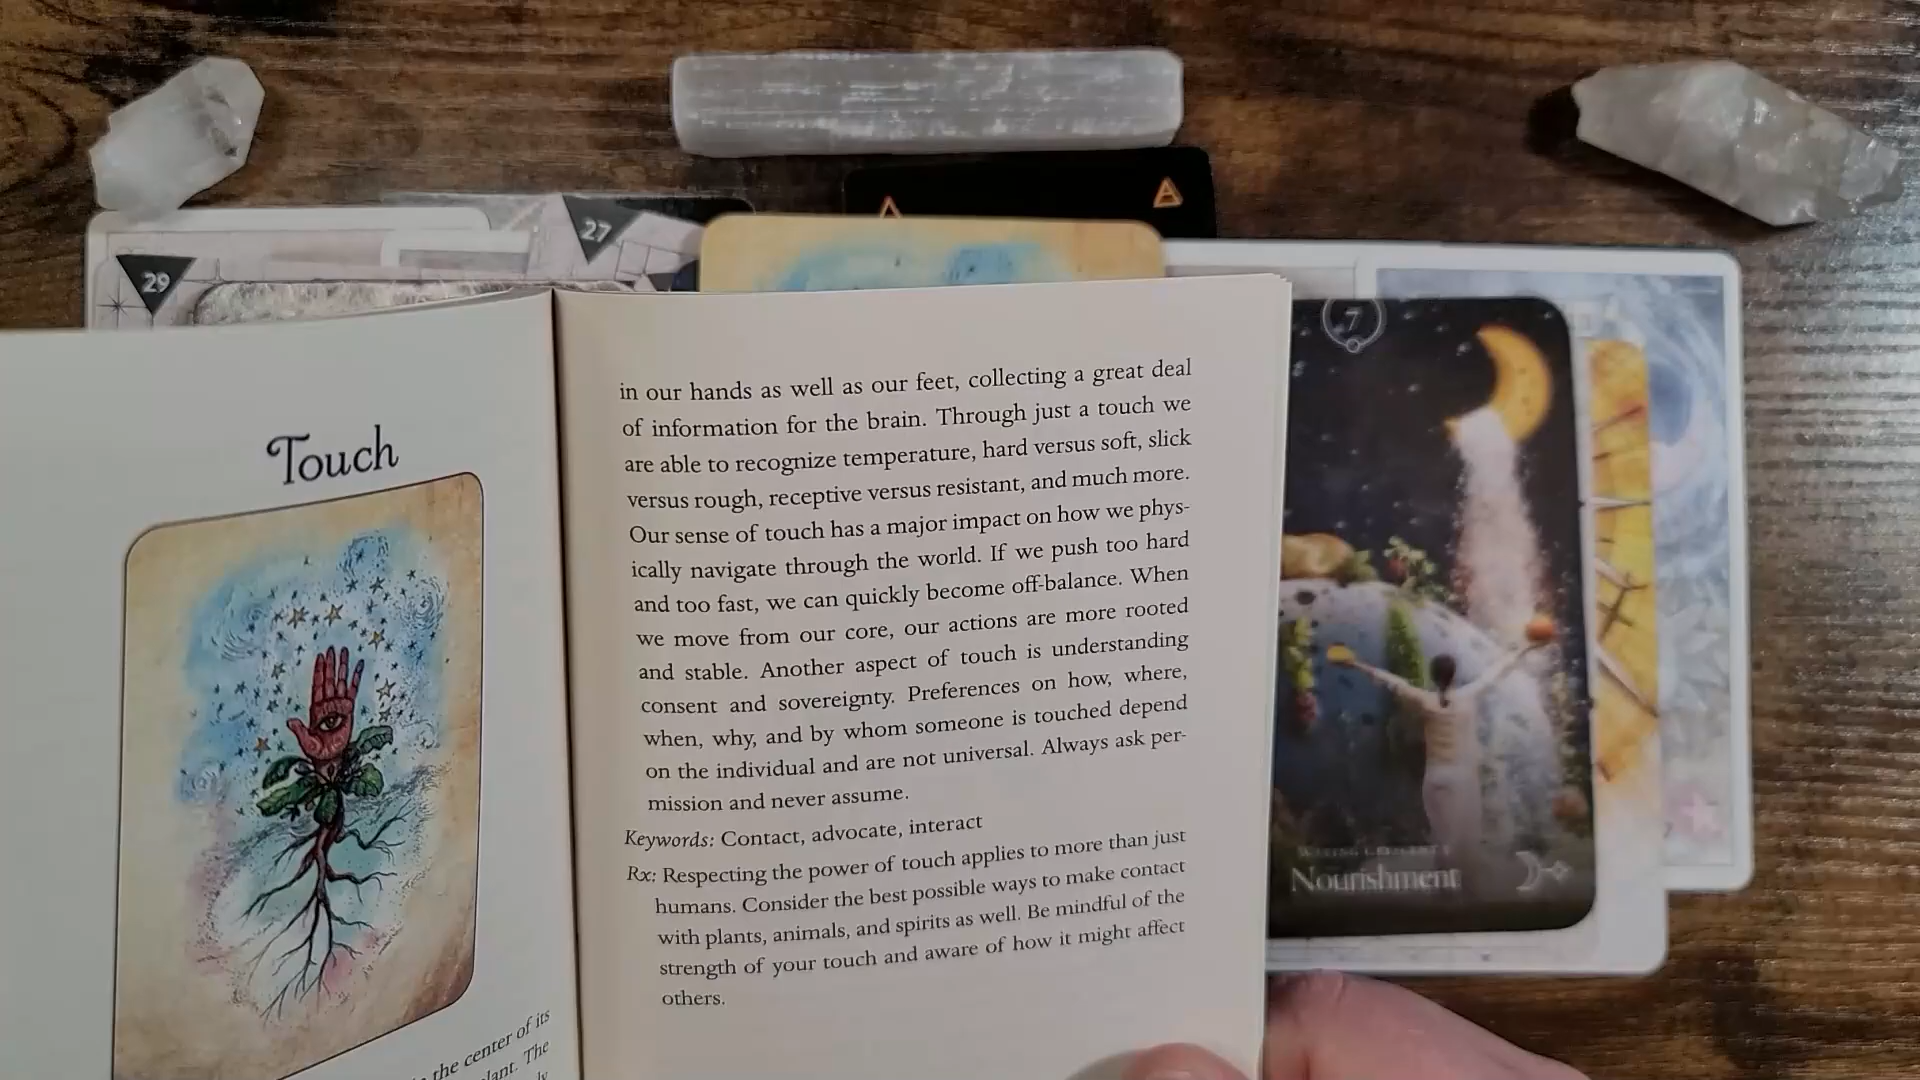 29
27
A
7
Touch
the center of its
plant. The
in our hands as well as our feet, collecting a great deal
of information for the brain. Through just a touch we
are able to recognize temperature, hard versus soft, slick
versus rough, receptive versus resistant, and much more.
Our sense of touch has a major impact on how we phys-
ically navigate through the world. If we push too hard
and too fast, we can quickly become off-balance. When
we move from our core, our actions are more rooted
and stable. Another aspect of touch is understanding
consent and sovereignty. Preferences on how, where,
when, why, and by whom someone is touched depend
on the individual and are not universal. Always ask per-
mission and never assume.
Keywords: Contact, advocate, interact
Rx: Respecting the power of touch applies to more than just
humans. Consider the best possible ways to make contact
with plants, animals, and spirits as well. Be mindful of the
strength of your touch and aware of how it might affect
others.
WAXING CRESCENT
Nourishment